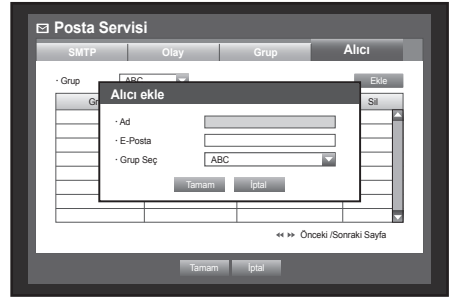 Posta Servisi
SMTP Olay Grup Alıcı
· Grup ABC Ekle
Gr Sil
Alıcı ekle
· Ad
· E-Posta
· Grup Seç ABC
Tamam İptal
Önceki /Sonraki Sayfa
Tamam İptal